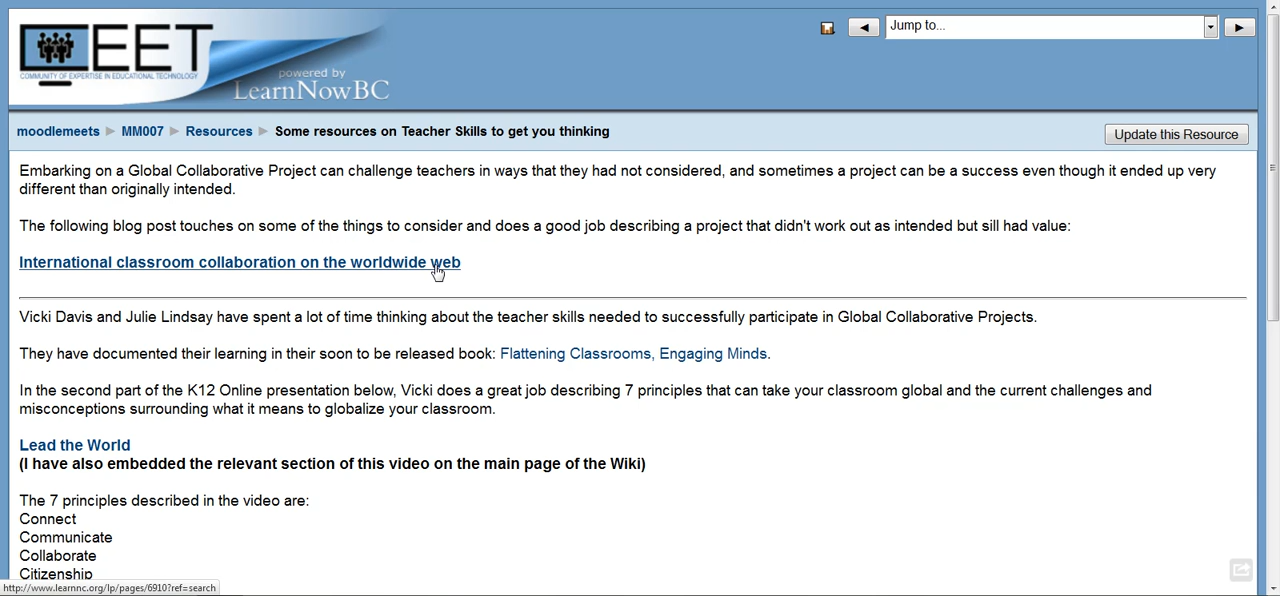 EET
COMMUNITY OF EXPERTISE IN EDUCATIONAL TECHNOLOGY
powered by
LearnNowBC
Jump to...
moodlemeets ► MM007 ► Resources ► Some resources on Teacher Skills to get you thinking
Update this Resource
Embarking on a Global Collaborative Project can challenge teachers in ways that they had not considered, and sometimes a project can be a success even though it ended up very
different than originally intended.
The following blog post touches on some of the things to consider and does a good job describing a project that didn't work out as intended but sill had value:
International classroom collaboration on the worldwide web
Vicki Davis and Julie Lindsay have spent a lot of time thinking about the teacher skills needed to successfully participate in Global Collaborative Projects.
They have documented their learning in their soon to be released book: Flattening Classrooms, Engaging Minds.
In the second part of the K12 Online presentation below, Vicki does a great job describing 7 principles that can take your classroom global and the current challenges and
misconceptions surrounding what it means to globalize your classroom.
Lead the World
(I have also embedded the relevant section of this video on the main page of the Wiki)
The 7 principles described in the video are:
Connect
Communicate
Collaborate
Citizenship
http://www.learnnc.org/lp/pages/6910?ref=search